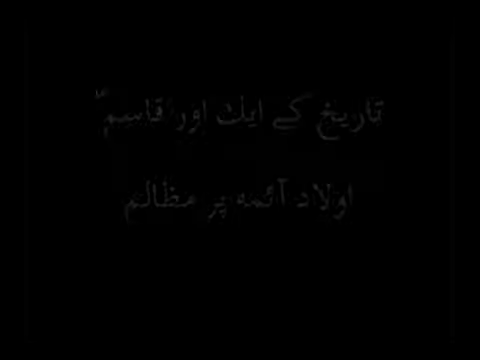 تاریخ کے ایک اور قاسمؑ
اولاد آئمہ پر مظالم